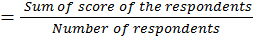 = Sum of score of the respondents
Number of respondents